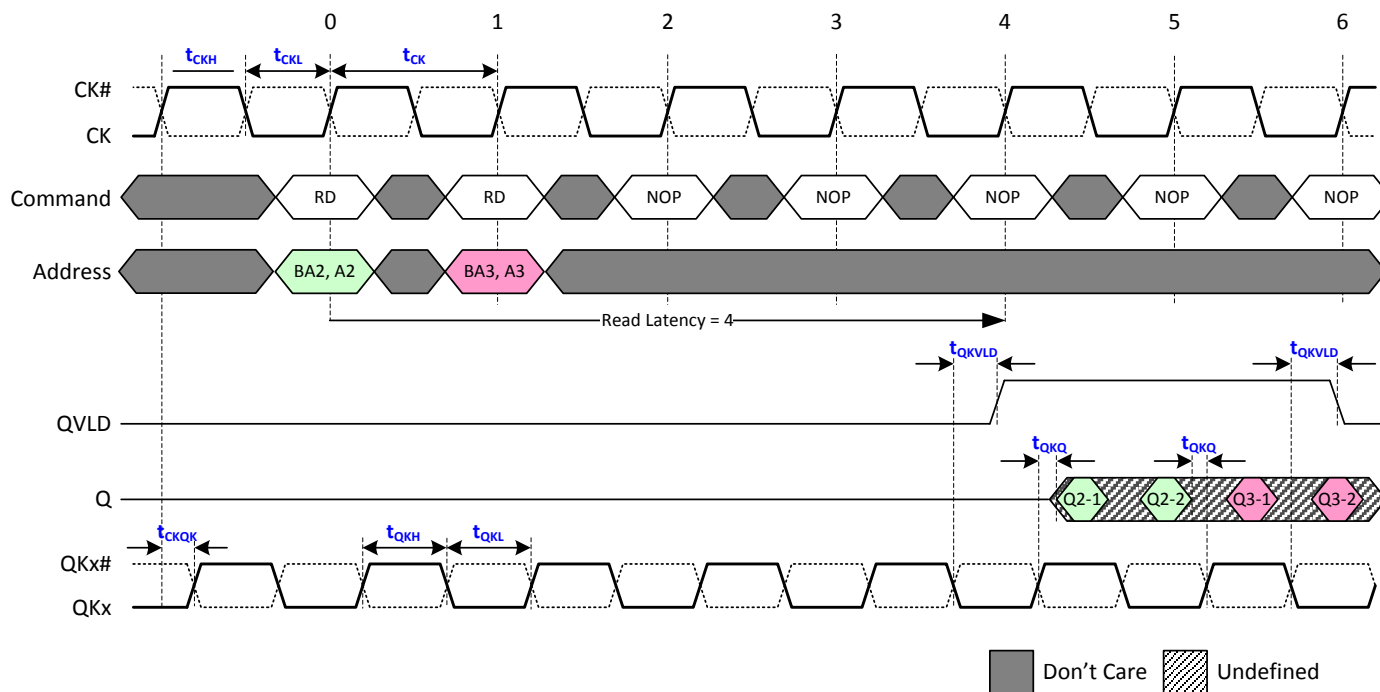 0 1 2 3 4 5 6
tCKH tCKL tCK
CK#
CK
Command RD RD NOP NOP NOP NOP NOP
Address BA2, A2 BA3, A3
Read Latency = 4
tQKVLD tQKVLD
QVLD
tQKQ tQKQ
Q Q2-1 Q2-2 Q3-1 Q3-2
tCKQK tQKH tQKL
QKx#
QKx
Don't Care Undefined